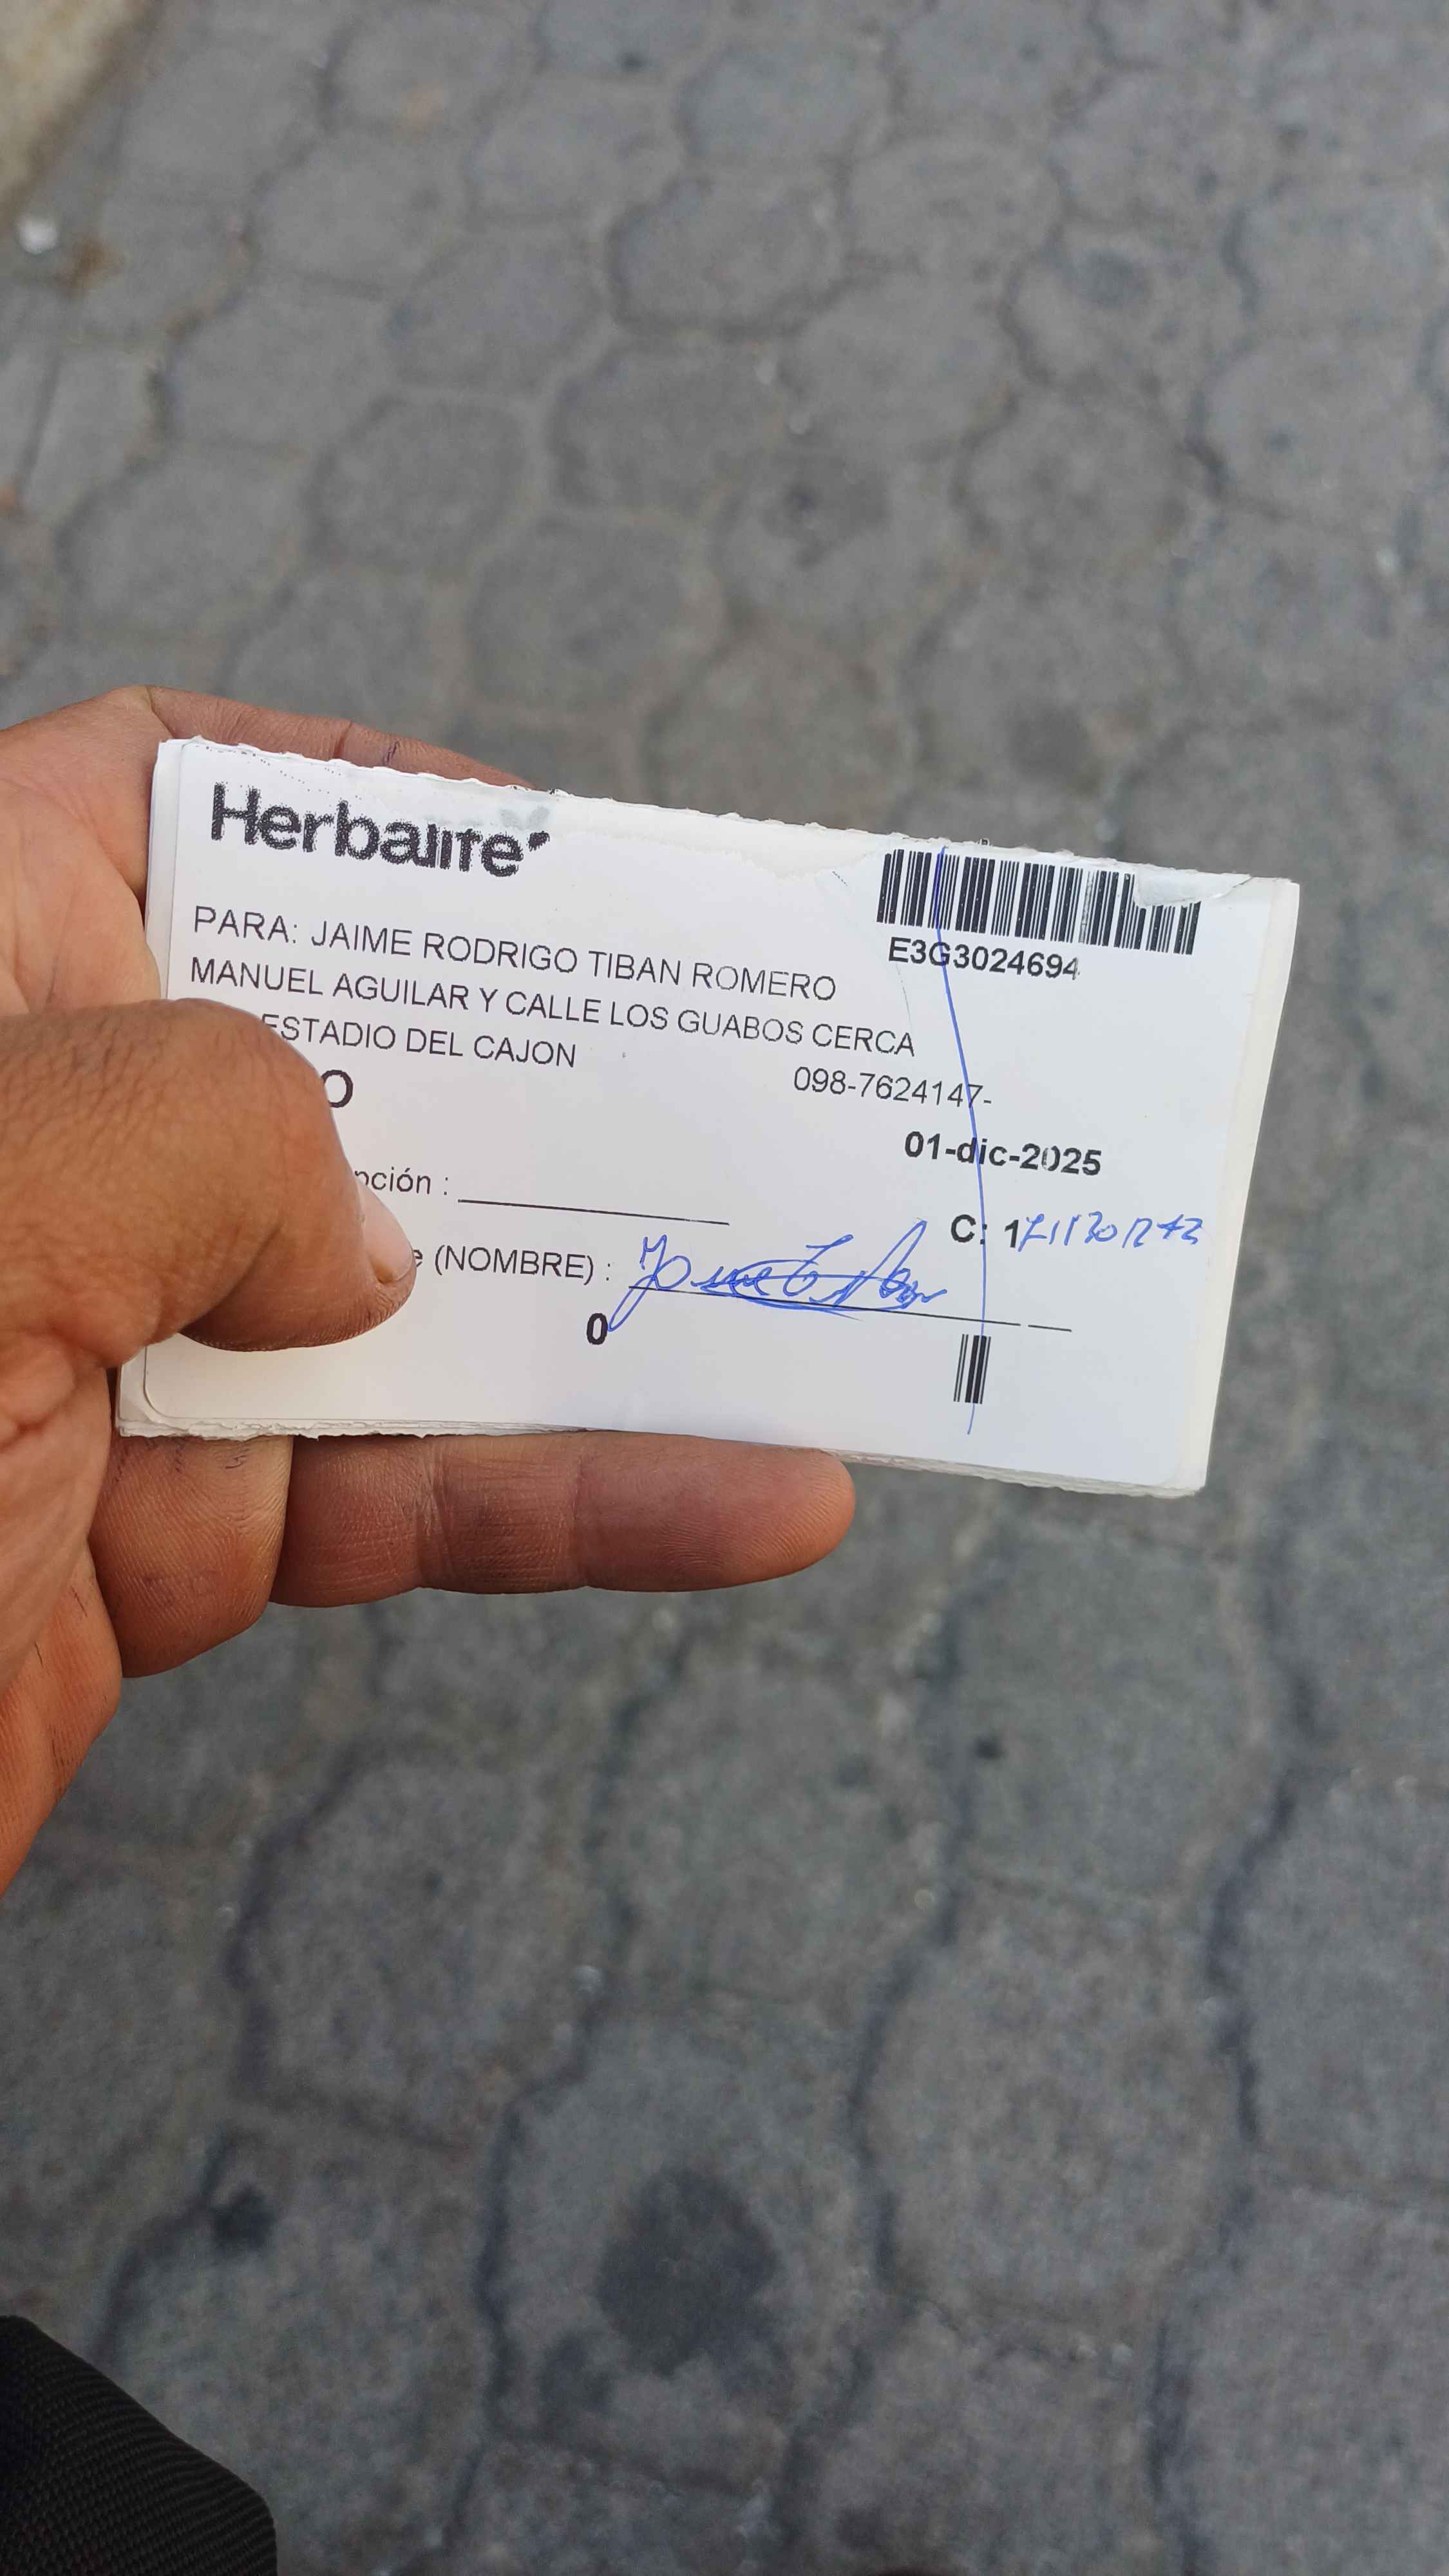 Herbalife
E3G3024694
PARA: JAIME RODRIGO TIBAN ROMERO
MANUEL AGUILAR Y CALLE LOS GUABOS CERCA
ESTADIO DEL CAJON
098-7624147-
01-dic-2025
C: 1
(NOMBRE) :
0